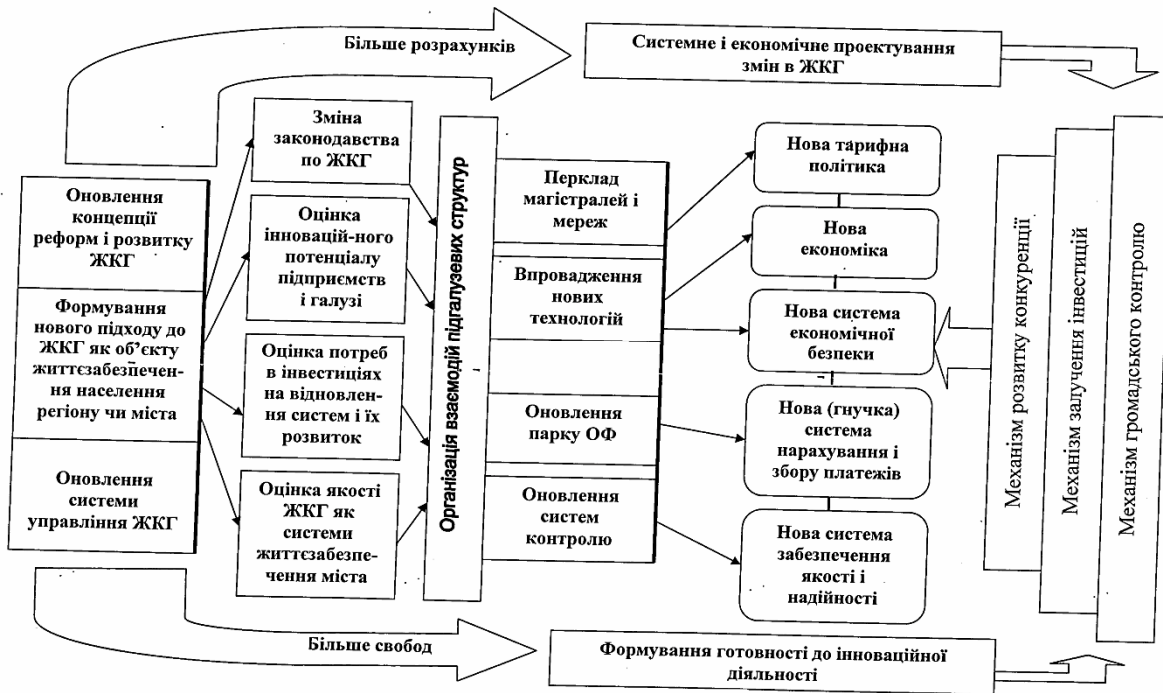 Більше розрахунків
Системне і економічне проектування
змін в ЖКГ
Оновлення
концепції
реформ і розвитку
ЖКГ
Формування
нового підходу до
ЖКГ як об’єкту
життєзабезпечен-
ня населення
регіону чи міста
Оновлення
системи
управління ЖКГ
Зміна
законодавства
по ЖКГ
Оцінка
інновацій-ного
потенціалу
підприємств
і галузі
Оцінка потреб
в інвестиціях
на відновлен-
ня систем і їх
розвиток
Оцінка якості
ЖКГ як
системи
життєзабезпе-
чення міста
Організація взаємодій підгалузевих структур
Перклад
магістралей і
мереж
Впровадження
нових
технологій
Оновлення
парку ОФ
Оновлення
систем
контролю
Нова тарифна
політика
Нова
економіка
Нова система
економічної
безпеки
Нова (гнучка)
система
нарахування і
збору платежів
Нова система
забезпечення
якості і
надійності
Механізм розвитку конкуренції
Механізм залучення інвестицій
Механізм громадського контролю
Більше свобод
Формування готовності до інноваційної
діяльності